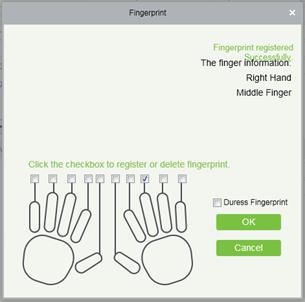 Fingerprint
Fingerprint registered
Successfully.
The finger information:
Right Hand
Middle Finger
Click the checkbox to register or delete fingerprint.
Duress Fingerprint
OK
Cancel